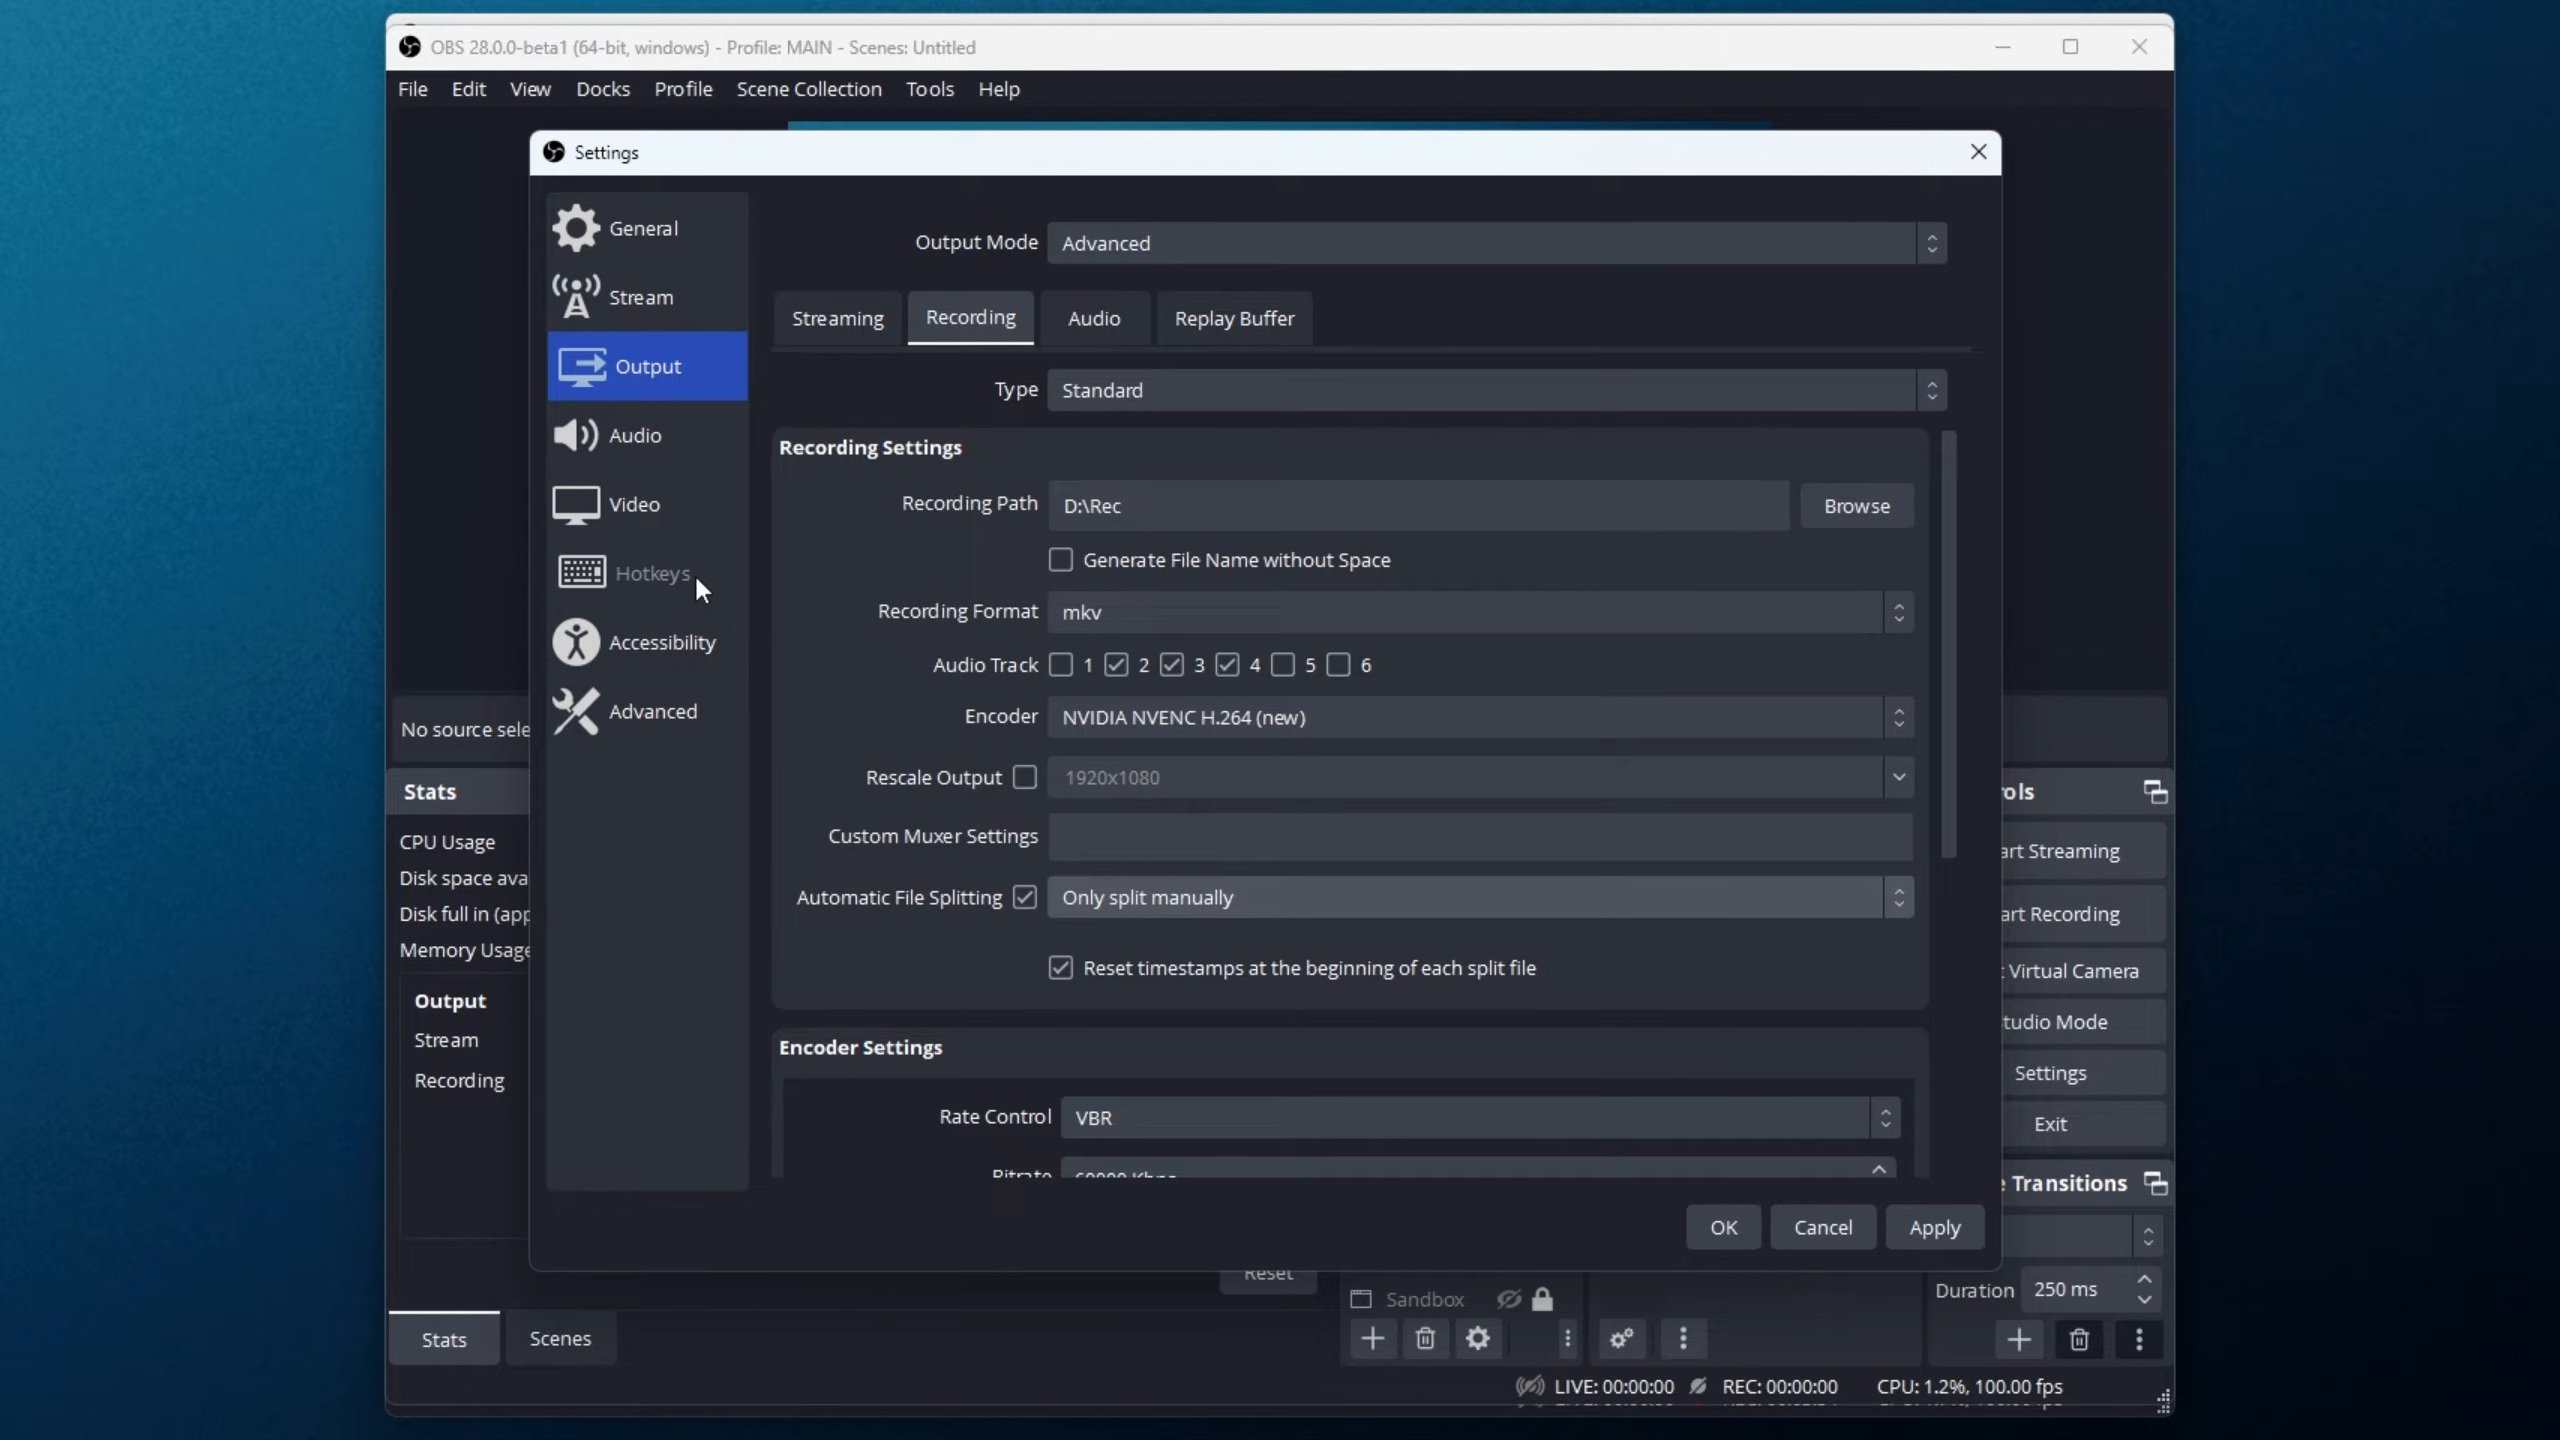 OBS 28.0.0-beta1 (64-bit, windows) - Profile: MAIN - Scenes: Untitled
File Edit View Docks Profile Scene Collection Tools Help
Settings
General
Stream
Output
Audio
Video
Hotkeys
Accessibility
Advanced
Output Mode Advanced
Streaming Recording Audio Replay Buffer
Type Standard
Recording Settings
Recording Path D:\Rec Browse
Generate File Name without Space
Recording Format mkv
Audio Track 1 2 3 4 5 6
Encoder NVIDIA NVENC H.264 (new)
Rescale Output 1920x1080
Custom Muxer Settings
Automatic File Splitting Only split manually
Reset timestamps at the beginning of each split file
Encoder Settings
Rate Control VBR
Bitrate
OK Cancel Apply
No source sele
Stats
CPU Usage
Disk space ava
Disk full in (app
Memory Usage
Output
Stream
Recording
ols
art Streaming
art Recording
Virtual Camera
tudio Mode
Settings
Exit
Transitions
Reset
Sandbox
Duration 250 ms
Stats Scenes
LIVE: 00:00:00 REC: 00:00:00 CPU: 1.2%, 100.00 fps